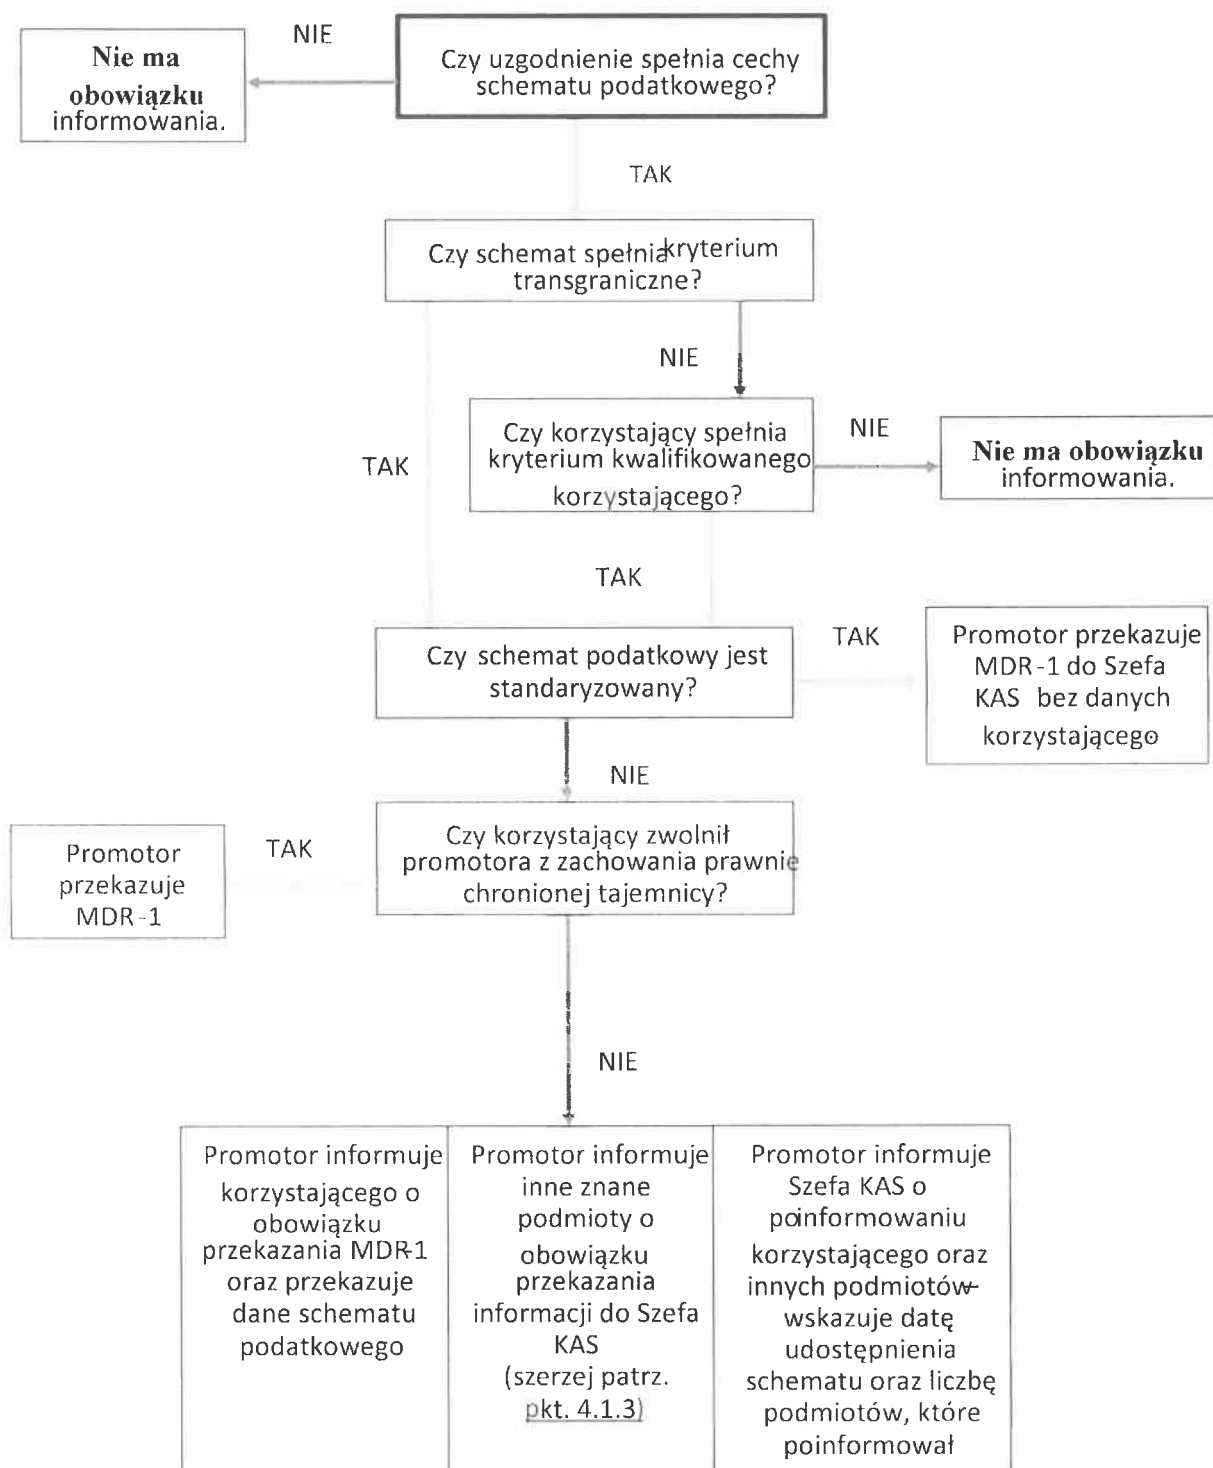 NIE
Nie ma
obowiązku
informowania.
Czy uzgodnienie spełnia cechy
schematu podatkowego?
TAK
Czy schemat spełnia kryterium
transgraniczne?
NIE
TAK
Czy korzystający spełnia
kryterium kwalifikowanego
korzystającego?
NIE
Nie ma obowiązku
informowania.
TAK
Czy schemat podatkowy jest
standaryzowany?
TAK
Promotor przekazuje
MDR-1 do Szefa
KAS bez danych
korzystającego
NIE
Promotor
przekazuje
MDR-1
TAK
Czy korzystający zwolnił
promotora z zachowania prawnie
chronionej tajemnicy?
NIE
Promotor informuje
korzystającego o
obowiązku
przekazania MDR-1
oraz przekazuje
dane schematu
podatkowego
Promotor informuje
inne znane
podmioty o
obowiązku
przekazania
informacji do Szefa
KAS
(szerzej patrz.
pkt. 4.1.3)
Promotor informuje
Szefa KAS o
poinformowaniu
korzystającego oraz
innych podmiotów-
wskazuje datę
udostępnienia
schematu oraz liczbę
podmiotów, które
poinformował